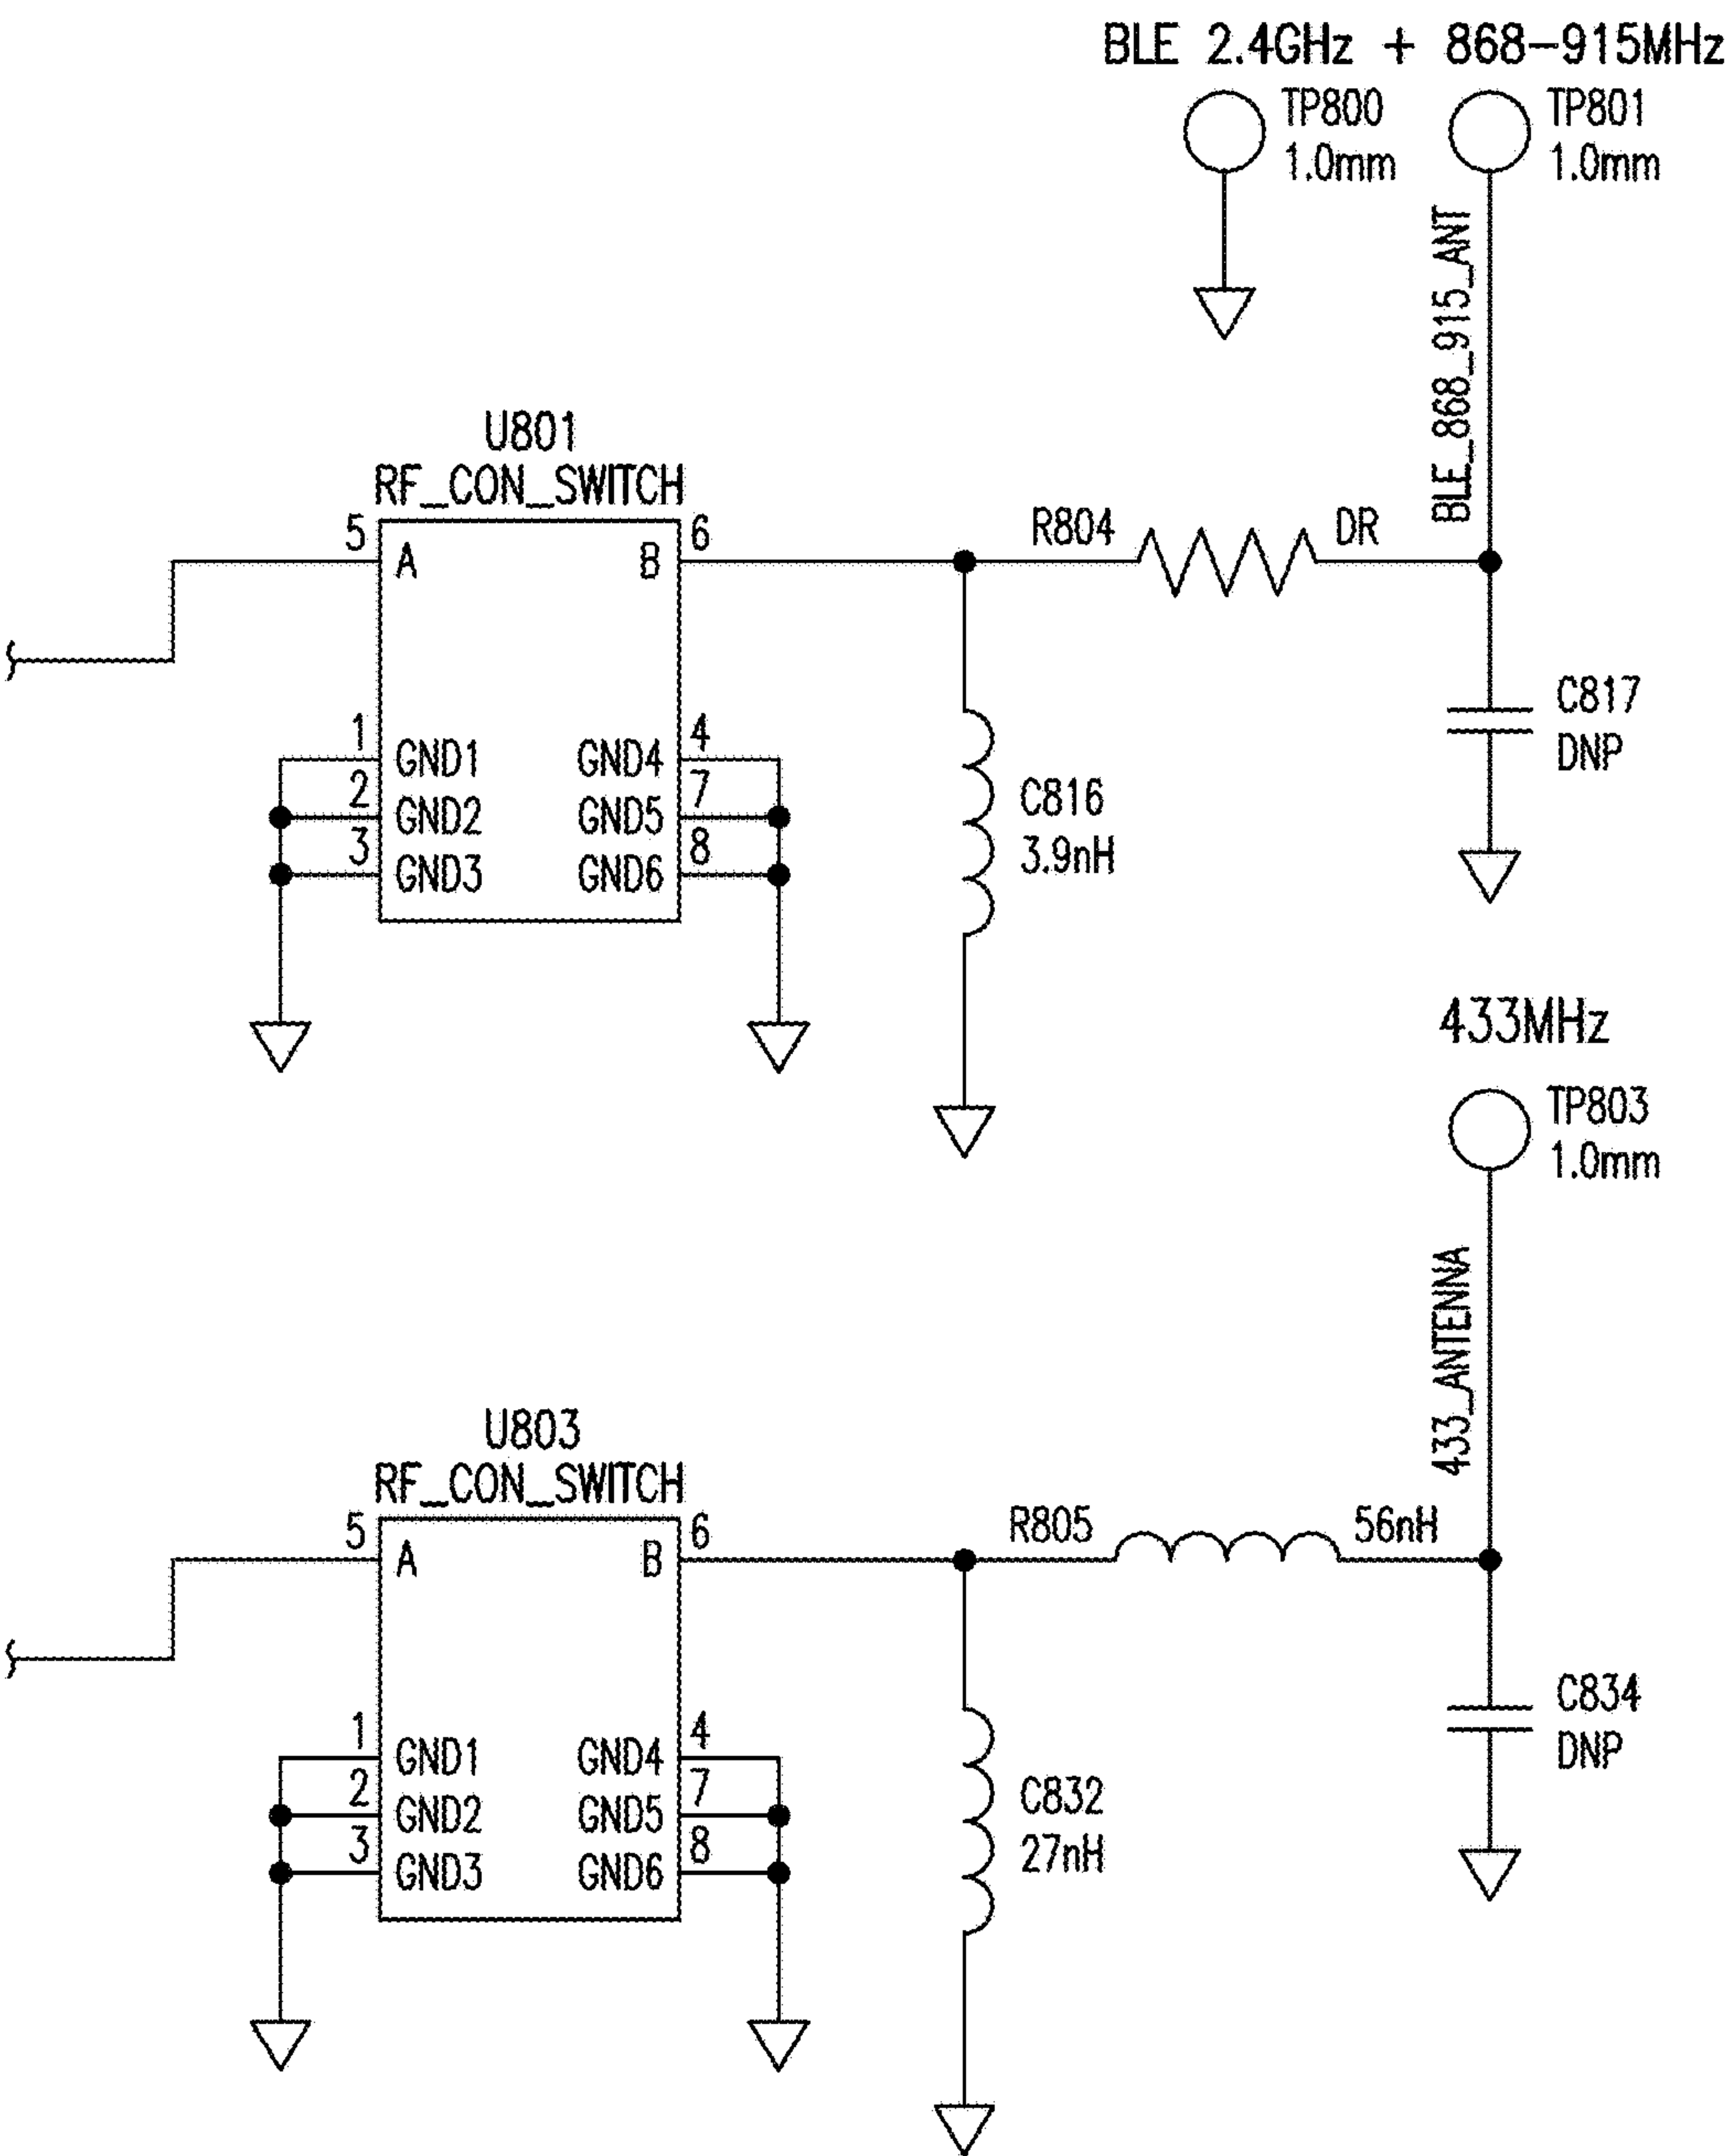 BLE 2.4GHz + 868-915MHz
TP800
1.0mm
TP801
1.0mm
BLE_868_915_ANT
U801
RF_CON_SWITCH
5
A
B
6
R804
DR
1
GND1
2
GND2
3
GND3
GND4
4
GND5
7
GND6
8
C816
3.9nH
C817
DNP
433MHz
TP803
1.0mm
433_ANTENNA
U803
RF_CON_SWITCH
5
A
B
6
R805
56nH
1
GND1
2
GND2
3
GND3
GND4
4
GND5
7
GND6
8
C832
27nH
C834
DNP